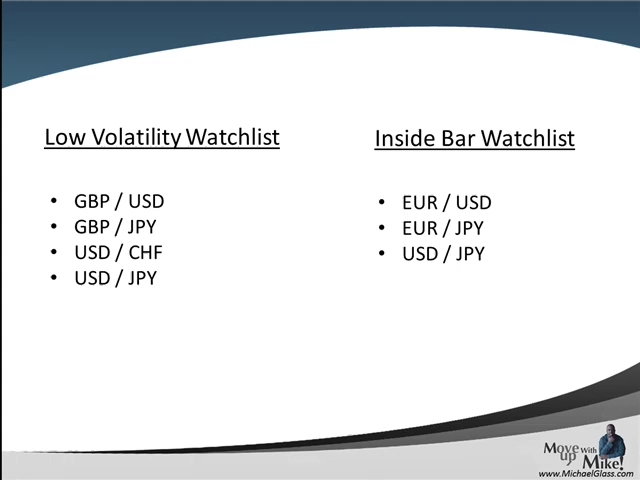 Low Volatility Watchlist
• GBP / USD
• GBP / JPY
• USD / CHF
• USD / JPY
Inside Bar Watchlist
• EUR / USD
• EUR / JPY
• USD / JPY
Move up With Mike!
www.MichaelGlass.com